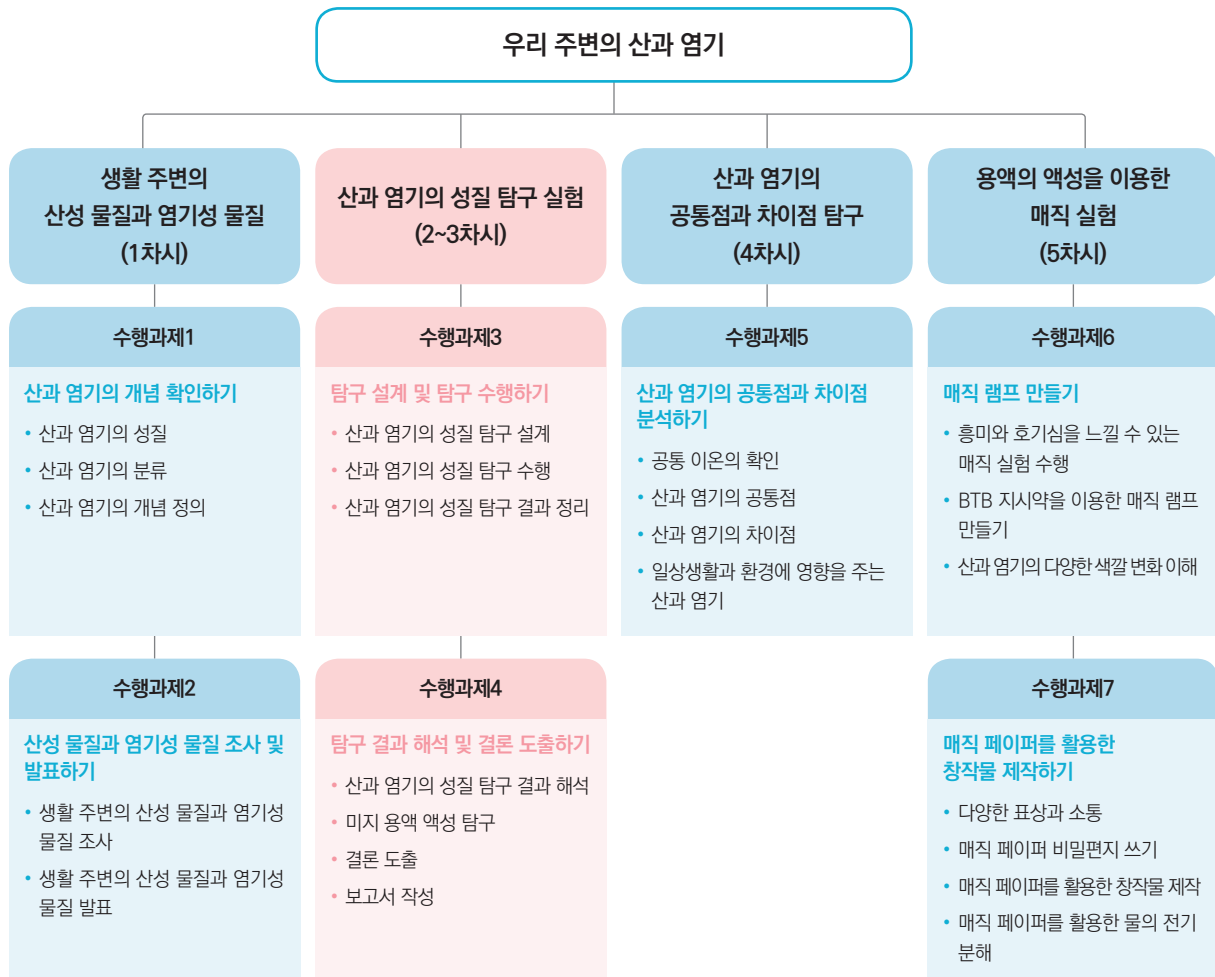 우리 주변의 산과 염기
생활 주변의
산성 물질과 염기성 물질
(1차시)
수행과제1
산과 염기의 개념 확인하기
• 산과 염기의 성질
• 산과 염기의 분류
• 산과 염기의 개념 정의
수행과제2
산성 물질과 염기성 물질 조사 및
발표하기
• 생활 주변의 산성 물질과 염기성
물질 조사
• 생활 주변의 산성 물질과 염기성
물질 발표
산과 염기의 성질 탐구 실험
(2~3차시)
수행과제3
탐구 설계 및 탐구 수행하기
• 산과 염기의 성질 탐구 설계
• 산과 염기의 성질 탐구 수행
• 산과 염기의 성질 탐구 결과 정리
수행과제4
탐구 결과 해석 및 결론 도출하기
• 산과 염기의 성질 탐구 결과 해석
• 미지 용액 액성 탐구
• 결론 도출
• 보고서 작성
산과 염기의
공통점과 차이점 탐구
(4차시)
수행과제5
산과 염기의 공통점과 차이점
분석하기
• 공통 이온의 확인
• 산과 염기의 공통점
• 산과 염기의 차이점
• 일상생활과 환경에 영향을 주는
산과 염기
용액의 액성을 이용한
매직 실험
(5차시)
수행과제6
매직 램프 만들기
• 흥미와 호기심을 느낄 수 있는
매직 실험 수행
• BTB 지시약을 이용한 매직 램프
만들기
• 산과 염기의 다양한 색깔 변화 이해
수행과제7
매직 페이퍼를 활용한
창작물 제작하기
• 다양한 표상과 소통
• 매직 페이퍼 비밀편지 쓰기
• 매직 페이퍼를 활용한 창작물 제작
• 매직 페이퍼를 활용한 물의 전기
분해